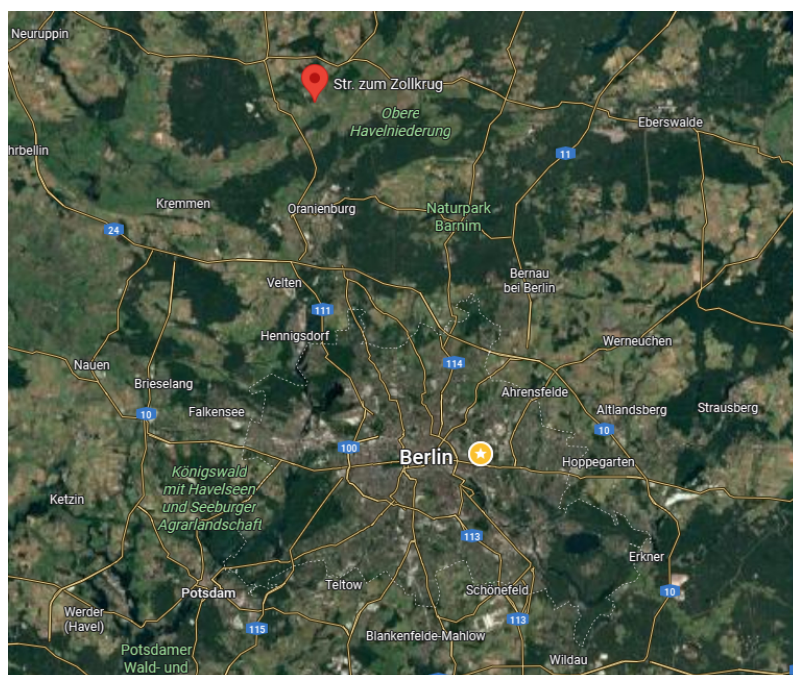 Neuruppin
Str. zum Zollkrug
Obere
Havelniederung
Eberswalde
hrbellin
11
Kremmen
Oranienburg
Naturpark
Barnim
24
Bernau
bei Berlin
Velten
111
Hennigsdorf
Werneuchen
114
Nauen
Brieselang
Ahrensfelde
10
Falkensee
Altlandsberg
Strausberg
10
100
Berlin
Hoppegarten
Königswald
mit Havelseen
und Seeburger
Agrarlandschaft
Ketzin
113
Erkner
Teltow
Potsdam
Schönefeld
10
Werder
(Havel)
113
115
Blankenfelde-Mahlow
Potsdamer
Wald- und
Wildau